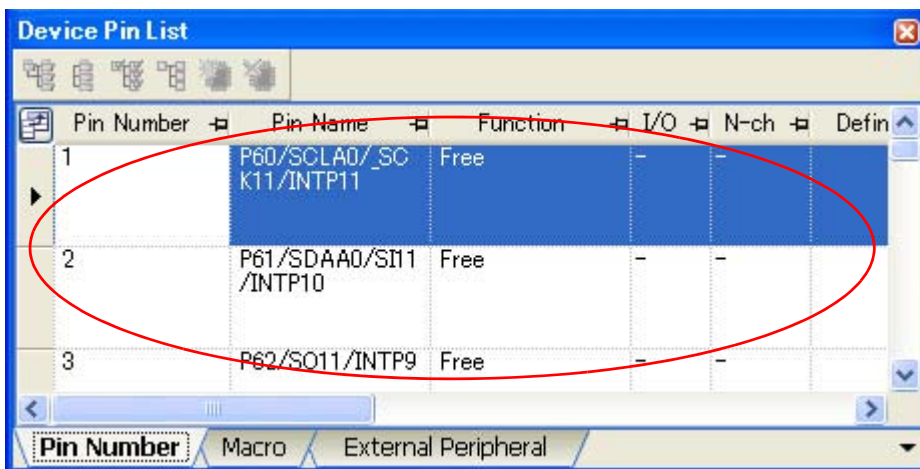 Device Pin List
Pin Number Pin Name Function I/O N-ch Defin
1 P60/SCLA0/_SC Free - -
K11/INTP11
2 P61/SDAA0/SI11 Free - -
/INTP10
3 P62/SO11/INTP9 Free - -
Pin Number Macro External Peripheral